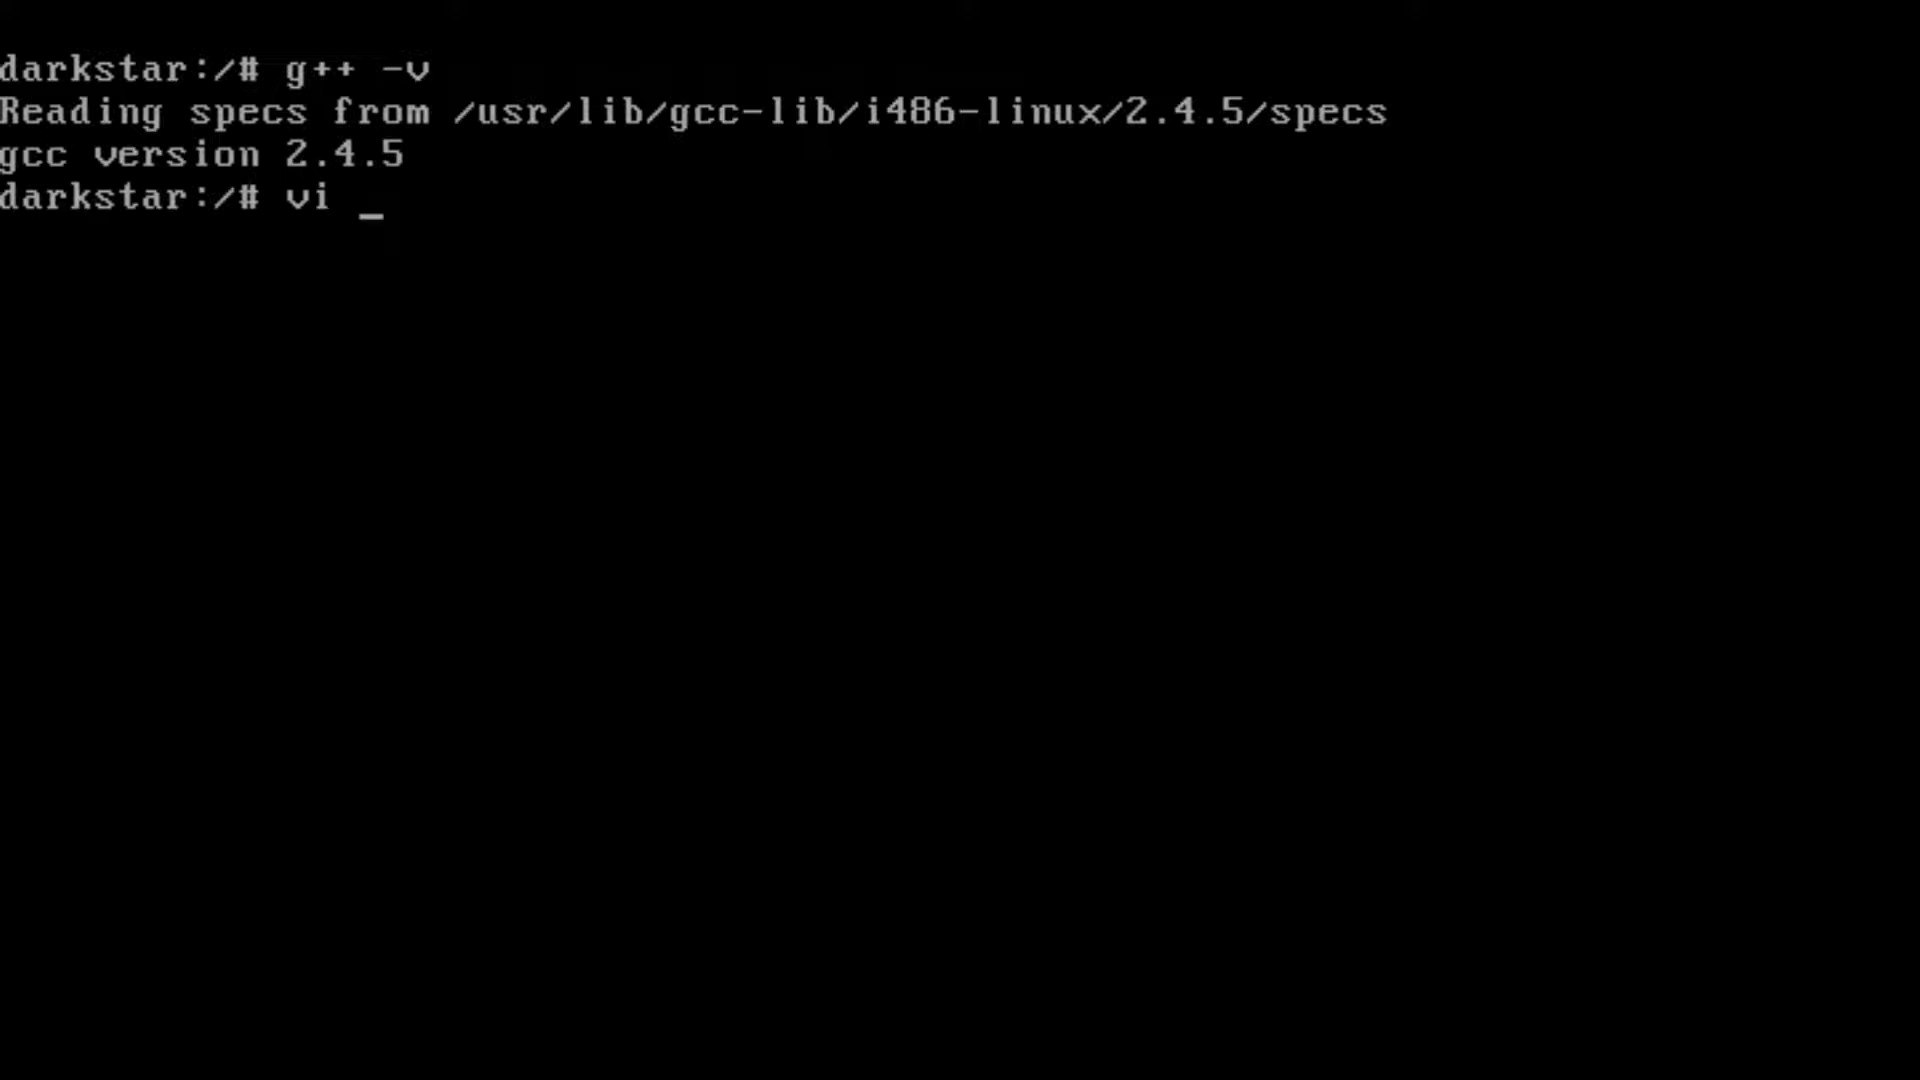 darkstar:/# g++ -v
Reading specs from /usr/lib/gcc-lib/i486-linux/2.4.5/specs
gcc version 2.4.5
darkstar:/# vi _